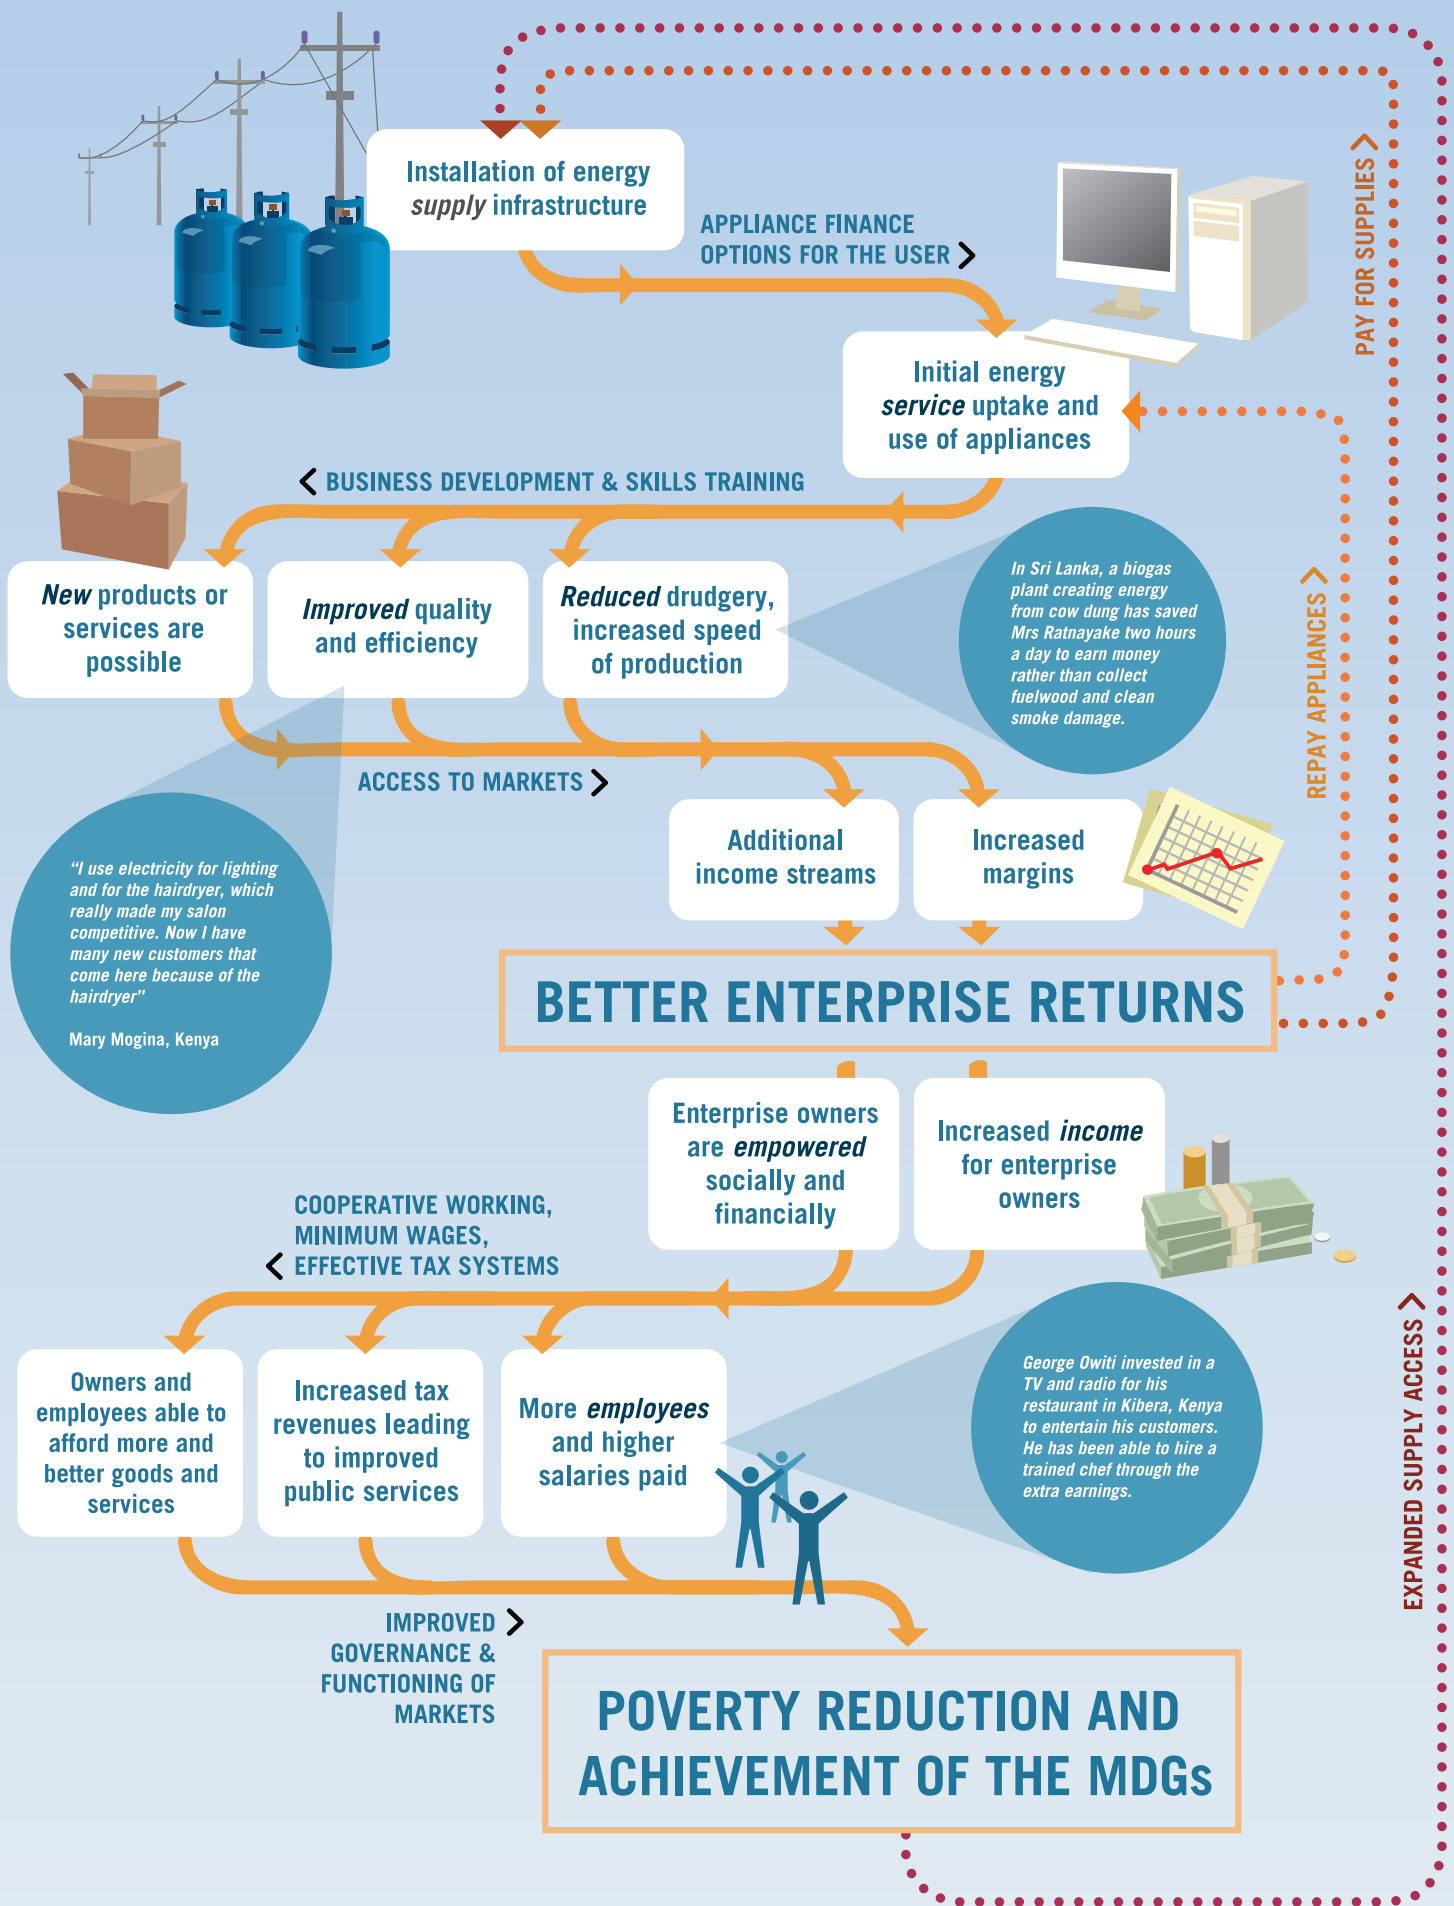 Installation of energy
supply infrastructure
APPLIANCE FINANCE
OPTIONS FOR THE USER >
PAY FOR SUPPLIES >
Initial energy
service uptake and
use of appliances
< BUSINESS DEVELOPMENT & SKILLS TRAINING
New products or
services are
possible
Improved quality
and efficiency
Reduced drudgery,
increased speed
of production
In Sri Lanka, a biogas
plant creating energy
from cow dung has saved
Mrs Ratnayake two hours
a day to earn money
rather than collect
fuelwood and clean
smoke damage.
REPAY APPLIANCES >
ACCESS TO MARKETS >
Additional
income streams
Increased
margins
"I use electricity for lighting
and for the hairdryer, which
really made my salon
competitive. Now I have
many new customers that
come here because of the
hairdryer"
Mary Mogina, Kenya
BETTER ENTERPRISE RETURNS
Enterprise owners
are empowered
socially and
financially
Increased income
for enterprise
owners
COOPERATIVE WORKING,
MINIMUM WAGES,
< EFFECTIVE TAX SYSTEMS
Owners and
employees able to
afford more and
better goods and
services
Increased tax
revenues leading
to improved
public services
More employees
and higher
salaries paid
George Owiti invested in a
TV and radio for his
restaurant in Kibera, Kenya
to entertain his customers.
He has been able to hire a
trained chef through the
extra earnings.
EXPANDED SUPPLY ACCESS >
IMPROVED >
GOVERNANCE &
FUNCTIONING OF
MARKETS
POVERTY REDUCTION AND
ACHIEVEMENT OF THE MDGs